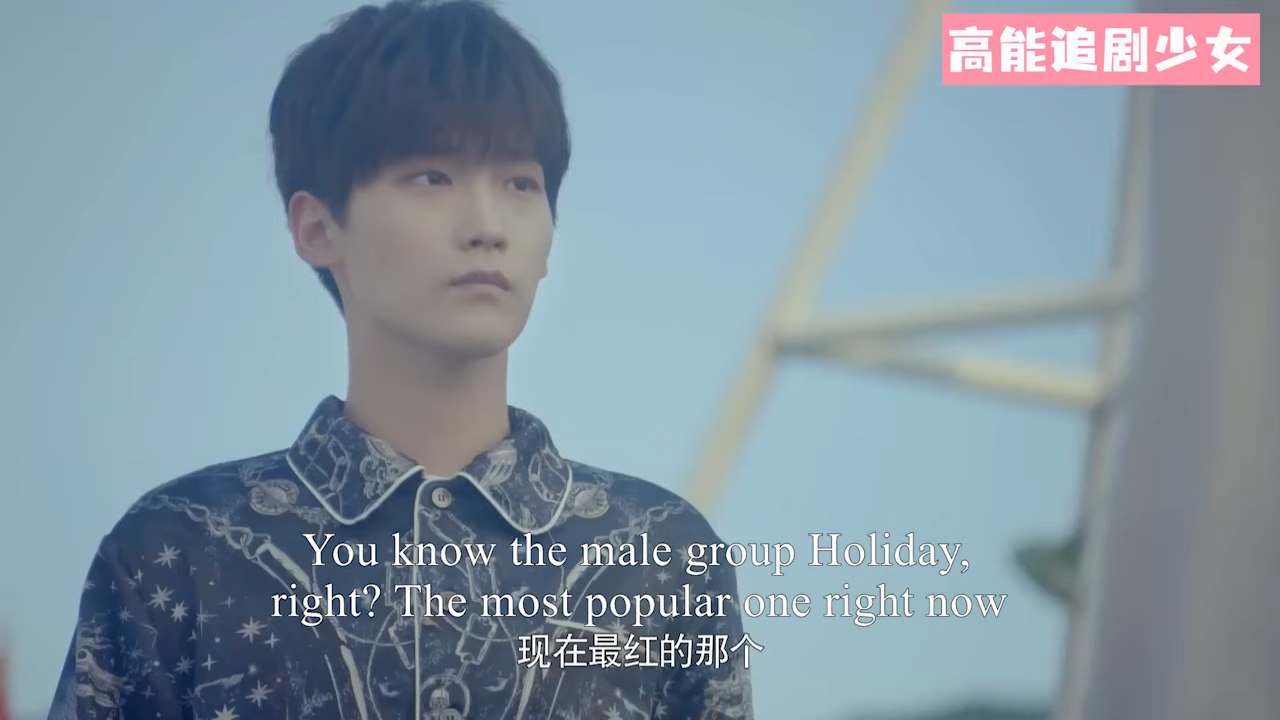 高能追剧少女
You know the male group Holiday,
right? The most popular one right now
现在最红的那个